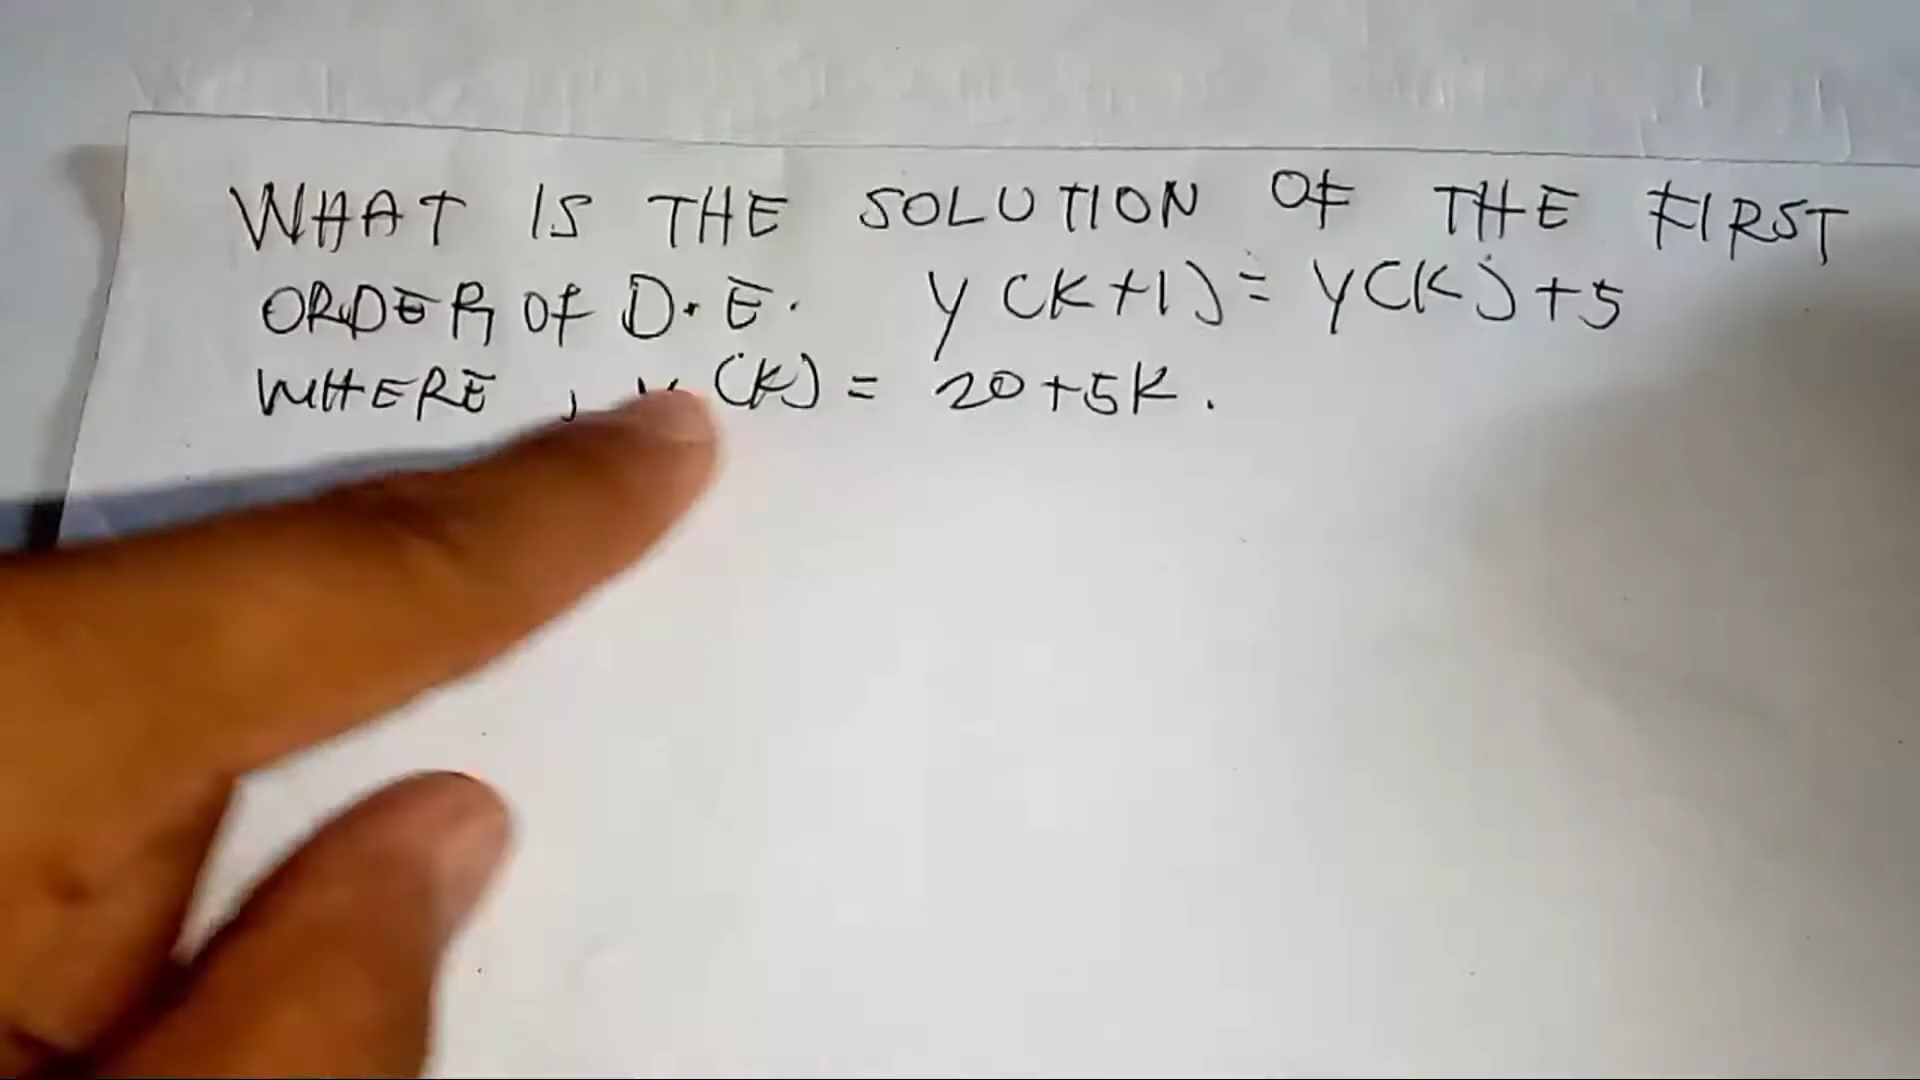 WHAT IS THE SOLUTION OF THE FIRST
ORDER OF D.E. y(k+1) = y(k)+5
WHERE , (k) = 20+5k.